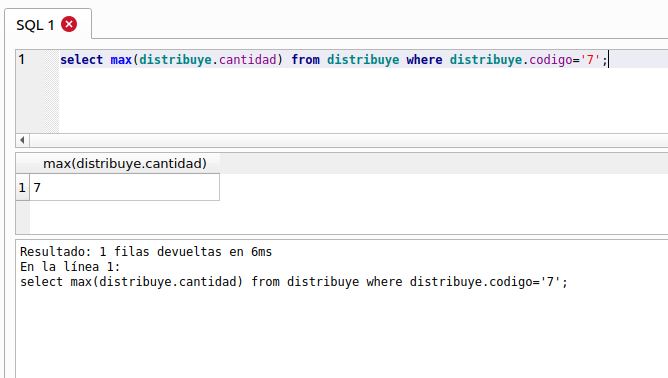 SQL 1
1 select max(distribuye.cantidad) from distribuye where distribuye.codigo='7';
max(distribuye.cantidad)
1 7
Resultado: 1 filas devueltas en 6ms
En la línea 1:
select max(distribuye.cantidad) from distribuye where distribuye.codigo='7';